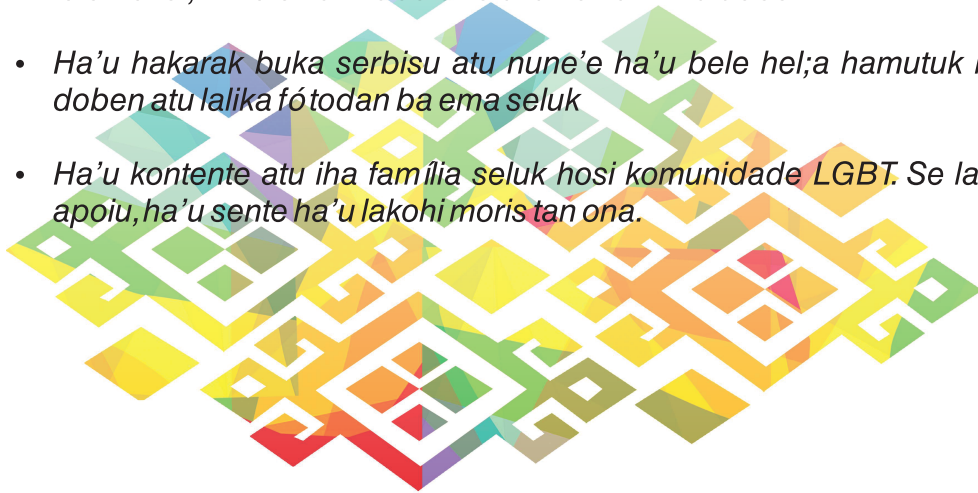 • Ha’u hakarak buka serbisu atu nune’e ha’u bele hel;a hamutuk
doben atu lalika fó todan ba ema seluk
• Ha’u kontente atu iha família seluk hosi komunidade LGBT. Se la
apoiu, ha’u sente ha’u lakohi moris tan ona.